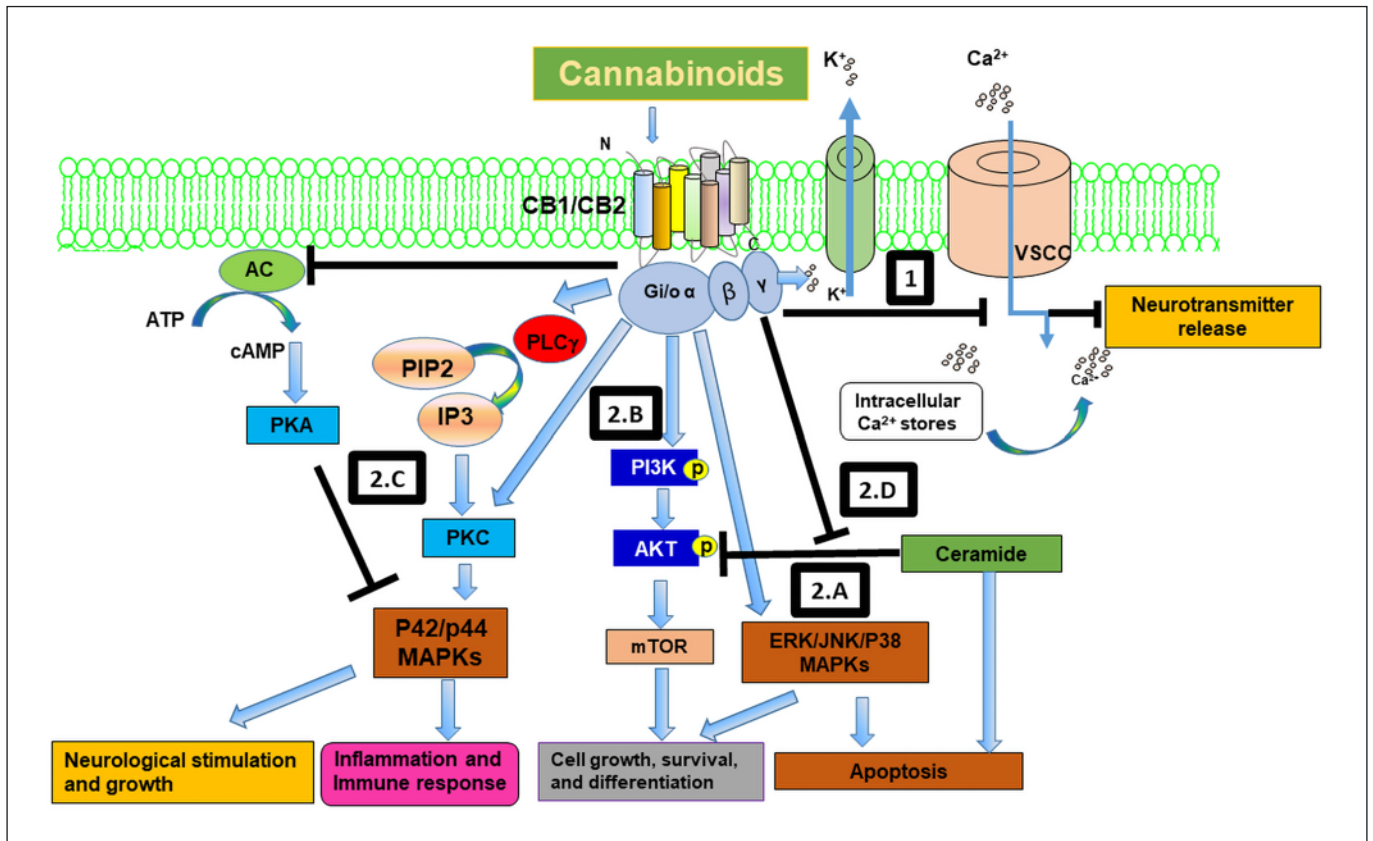 Cannabinoids
K⁺
Ca²⁺
N
CB1/CB2
C
VSCC
AC
Gi/o α
β
γ
K⁺
1
Neurotransmitter
release
ATP
cAMP
PLCγ
PIP2
IP3
Ca²⁺
Intracellular
Ca²⁺ stores
PKA
2.B
2.C
PI3K
p
2.D
PKC
AKT
p
Ceramide
2.A
P42/p44
MAPKs
mTOR
ERK/JNK/P38
MAPKs
Neurological stimulation
and growth
Inflammation and
Immune response
Cell growth, survival,
and differentiation
Apoptosis